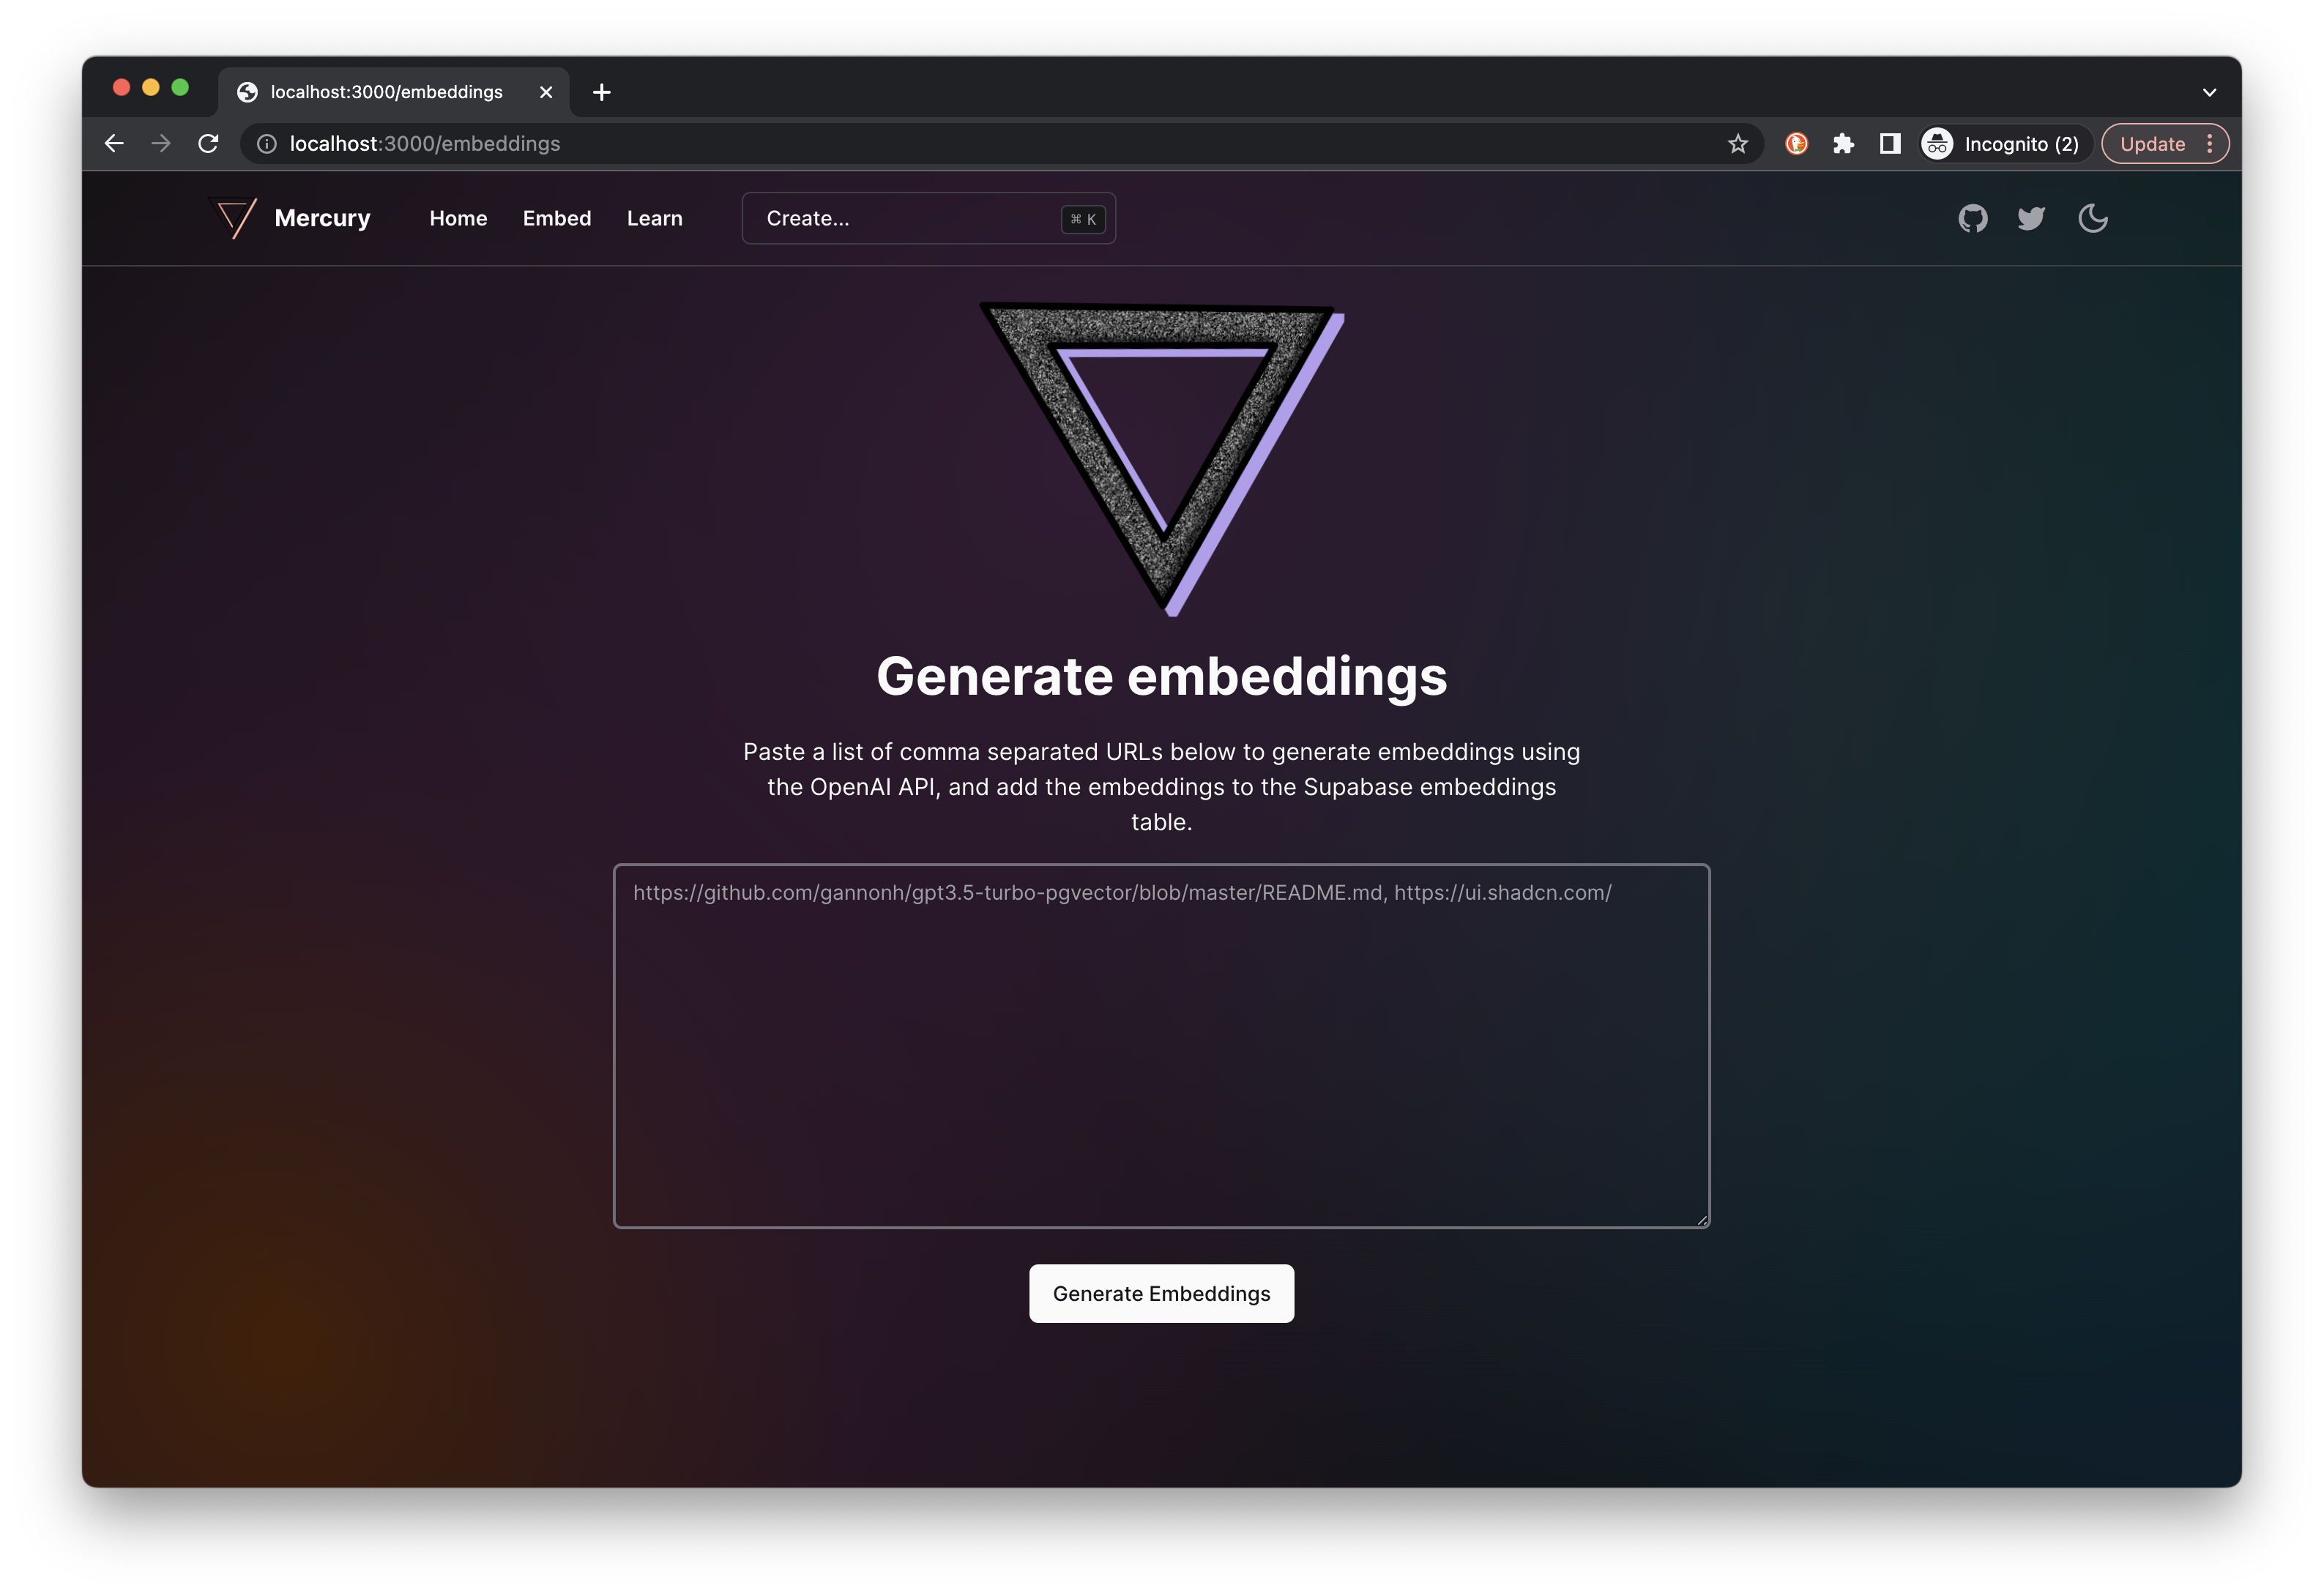 localhost:3000/embeddings
localhost:3000/embeddings
Incognito (2)
Update
Mercury
Home
Embed
Learn
Create...
⌘ K
Generate embeddings
Paste a list of comma separated URLs below to generate embeddings using
the OpenAI API, and add the embeddings to the Supabase embeddings
table.
https://github.com/gannonh/gpt3.5-turbo-pgvector/blob/master/README.md, https://ui.shadcn.com/
Generate Embeddings